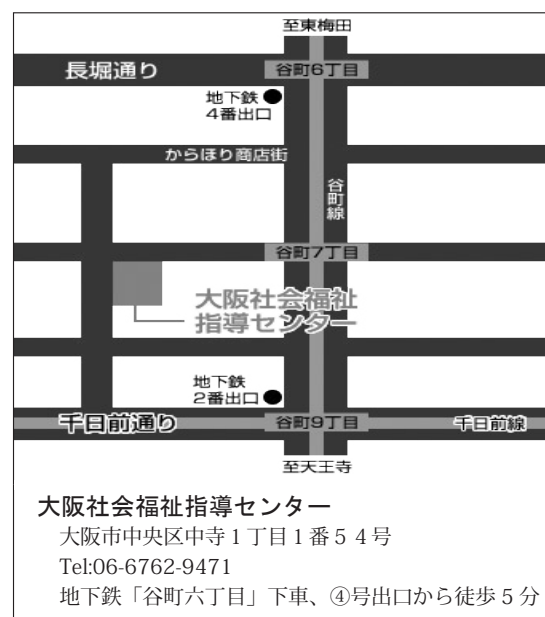 至東梅田
長堀通り
谷町6丁目
地下鉄
4番出口
からほり商店街
谷町線
谷町7丁目
大阪社会福祉
指導センター
地下鉄
2番出口
千日前通り
谷町9丁目
千日前線
至天王寺
大阪社会福祉指導センター
大阪市中央区中寺1丁目1番54号
Tel:06-6762-9471
地下鉄「谷町六丁目」下車、④号出口から徒歩5分